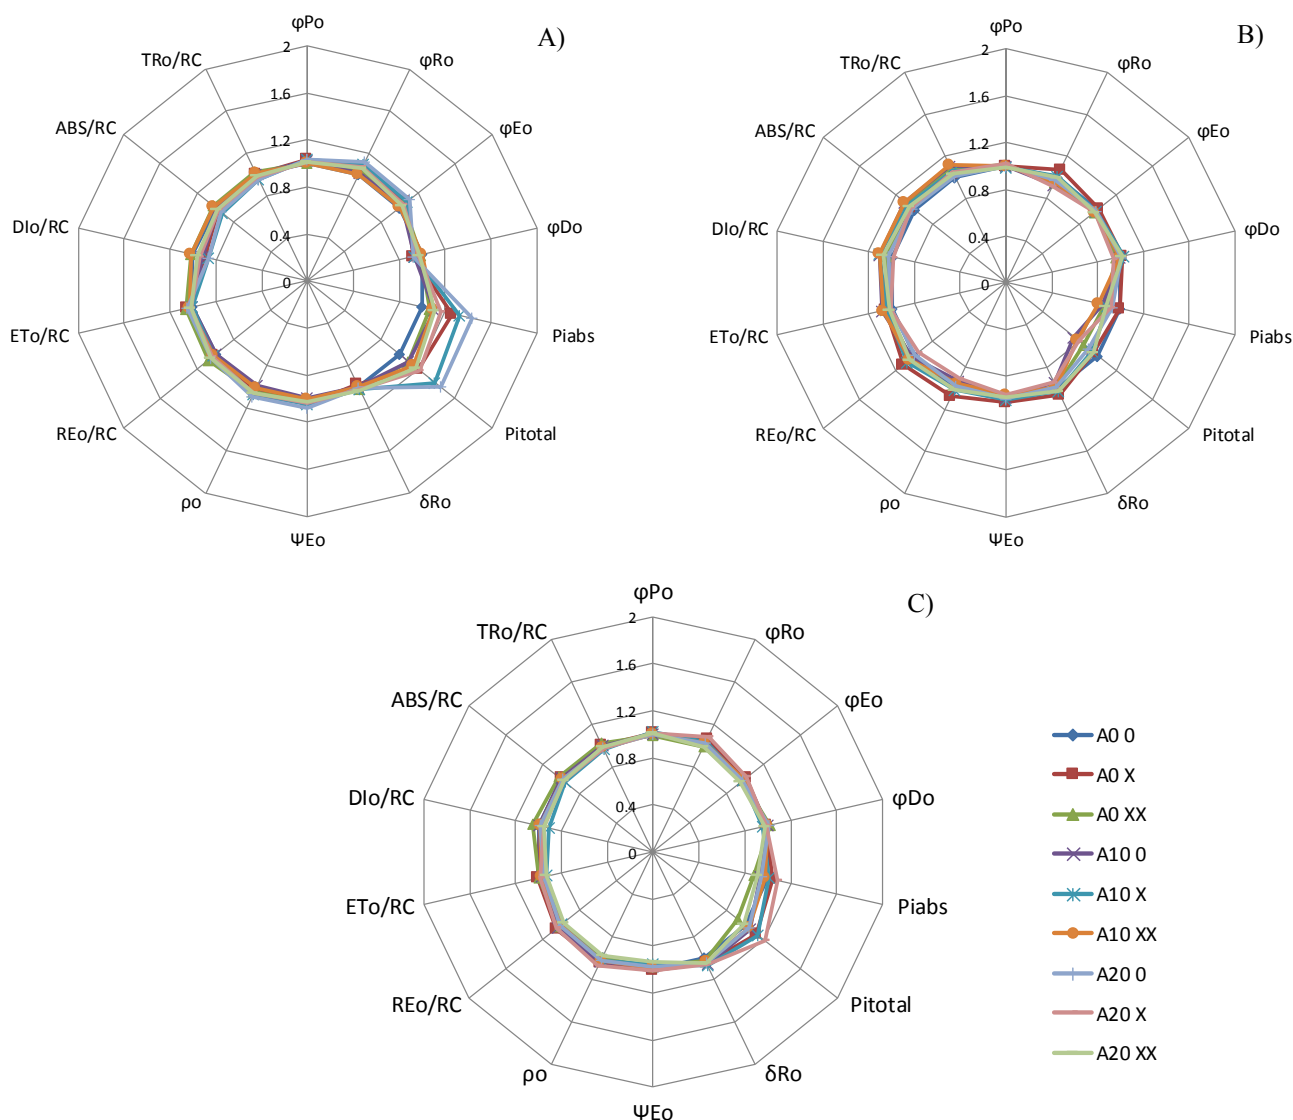 A)
φPo
φRo
φEo
φDo
Piabs
Pitotal
δRo
ΨEo
ρo
REo/RC
ETo/RC
DIo/RC
ABS/RC
TRo/RC
2
1.6
1.2
0.8
0.4
0
B)
φPo
φRo
φEo
φDo
Piabs
Pitotal
δRo
ΨEo
ρo
REo/RC
ETo/RC
DIo/RC
ABS/RC
TRo/RC
2
1.6
1.2
0.8
0.4
0
C)
φPo
φRo
φEo
φDo
Piabs
Pitotal
δRo
ΨEo
ρo
REo/RC
ETo/RC
DIo/RC
ABS/RC
TRo/RC
2
1.6
1.2
0.8
0.4
0
A0 0
A0 X
A0 XX
A10 0
A10 X
A10 XX
A20 0
A20 X
A20 XX